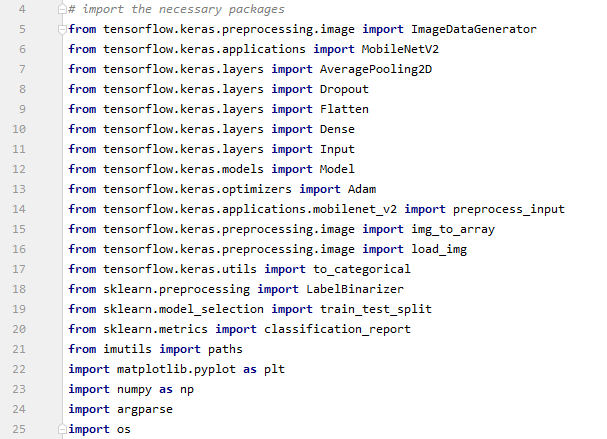 4 # import the necessary packages
5 from tensorflow.keras.preprocessing.image import ImageDataGenerator
6 from tensorflow.keras.applications import MobileNetV2
7 from tensorflow.keras.layers import AveragePooling2D
8 from tensorflow.keras.layers import Dropout
9 from tensorflow.keras.layers import Flatten
10 from tensorflow.keras.layers import Dense
11 from tensorflow.keras.layers import Input
12 from tensorflow.keras.models import Model
13 from tensorflow.keras.optimizers import Adam
14 from tensorflow.keras.applications.mobilenet_v2 import preprocess_input
15 from tensorflow.keras.preprocessing.image import img_to_array
16 from tensorflow.keras.preprocessing.image import load_img
17 from tensorflow.keras.utils import to_categorical
18 from sklearn.preprocessing import LabelBinarizer
19 from sklearn.model_selection import train_test_split
20 from sklearn.metrics import classification_report
21 from imutils import paths
22 import matplotlib.pyplot as plt
23 import numpy as np
24 import argparse
25 import os